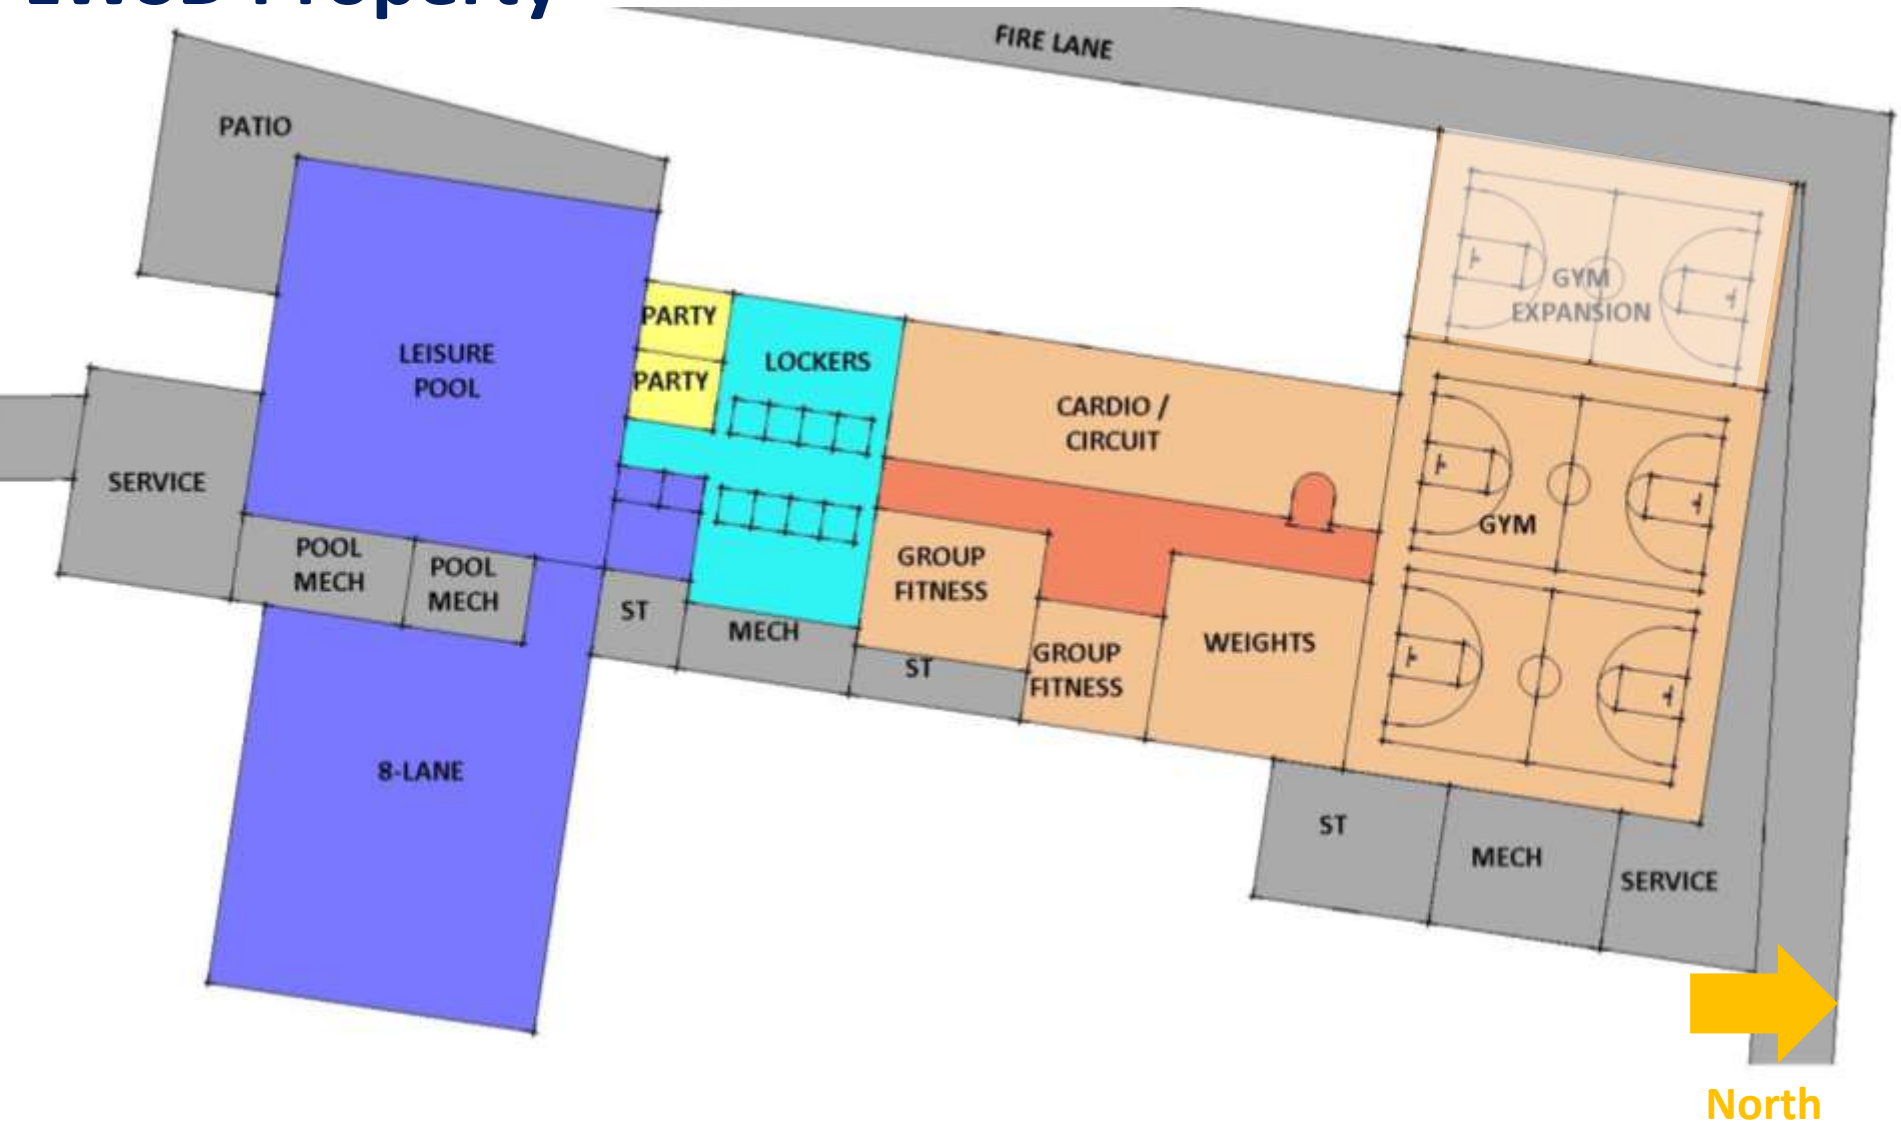 Property
FIRE LANE
PATIO
GYM
EXPANSION
PARTY
LEISURE
POOL
LOCKERS
PARTY
CARDIO /
CIRCUIT
SERVICE
GYM
POOL
MECH
POOL
MECH
GROUP
FITNESS
ST
MECH
WEIGHTS
GROUP
FITNESS
ST
8-LANE
ST
MECH
SERVICE
North